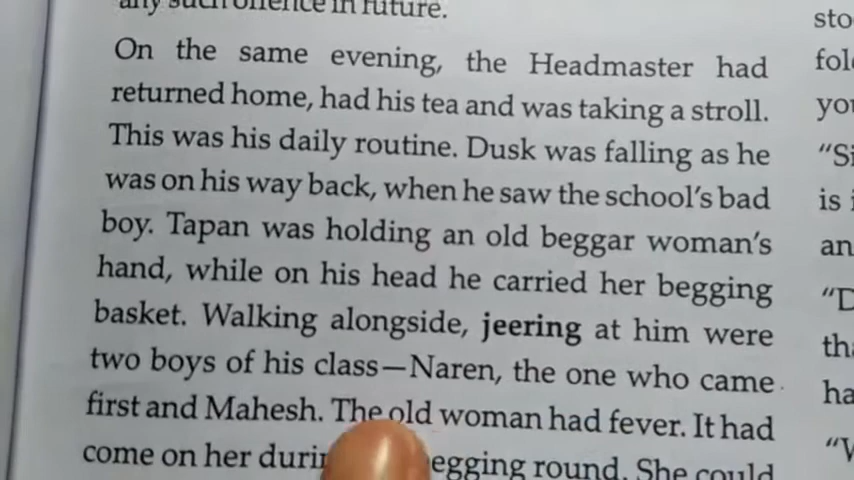 any such offence in future.
On the same evening, the Headmaster had
returned home, had his tea and was taking a stroll.
This was his daily routine. Dusk was falling as he
was on his way back, when he saw the school's bad
boy. Tapan was holding an old beggar woman's
hand, while on his head he carried her begging
basket. Walking alongside, jeering at him were
two boys of his class—Naren, the one who came
first and Mahesh. The old woman had fever. It had
come on her egging round. She could
sto
fol
yo
"Si
is
an
"D
tha
ha
"V